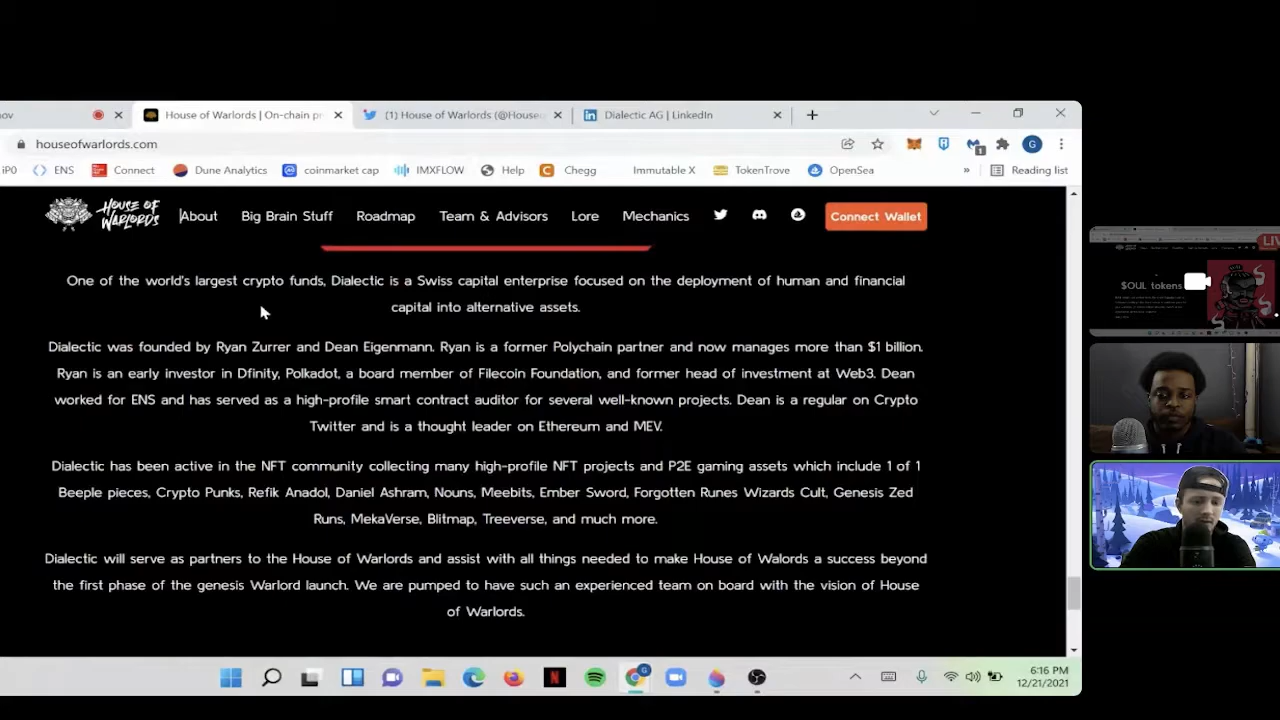 ov
House of Warlords | On-chain pr
(1) House of Warlords (@House
Dialectic AG | LinkedIn
houseofwarlords.com
G
iP0
ENS
Connect
Dune Analytics
coinmarket cap
IMXFLOW
Help
Chegg
Immutable X
TokenTrove
OpenSea
»
Reading list
HOUSE OF
WARLORDS
About
Big Brain Stuff
Roadmap
Team & Advisors
Lore
Mechanics
Connect Wallet
One of the world's largest crypto funds, Dialectic is a Swiss capital enterprise focused on the deployment of human and financial
capital into alternative assets.
Dialectic was founded by Ryan Zurrer and Dean Eigenmann. Ryan is a former Polychain partner and now manages more than $1 billion.
Ryan is an early investor in Dfinity, Polkadot, a board member of Filecoin Foundation, and former head of investment at Web3. Dean
worked for ENS and has served as a high-profile smart contract auditor for several well-known projects. Dean is a regular on Crypto
Twitter and is a thought leader on Ethereum and MEV.
Dialectic has been active in the NFT community collecting many high-profile NFT projects and P2E gaming assets which include 1 of 1
Beeple pieces, Crypto Punks, Refik Anadol, Daniel Ashram, Nouns, Meebits, Ember Sword, Forgotten Runes Wizards Cult, Genesis Zed
Runs, MekaVerse, Blitmap, Treeverse, and much more.
Dialectic will serve as partners to the House of Warlords and assist with all things needed to make House of Walords a success beyond
the first phase of the genesis Warlord launch. We are pumped to have such an experienced team on board with the vision of House
of Warlords.
6:16 PM
12/21/2021
LIV
$OUL tokens